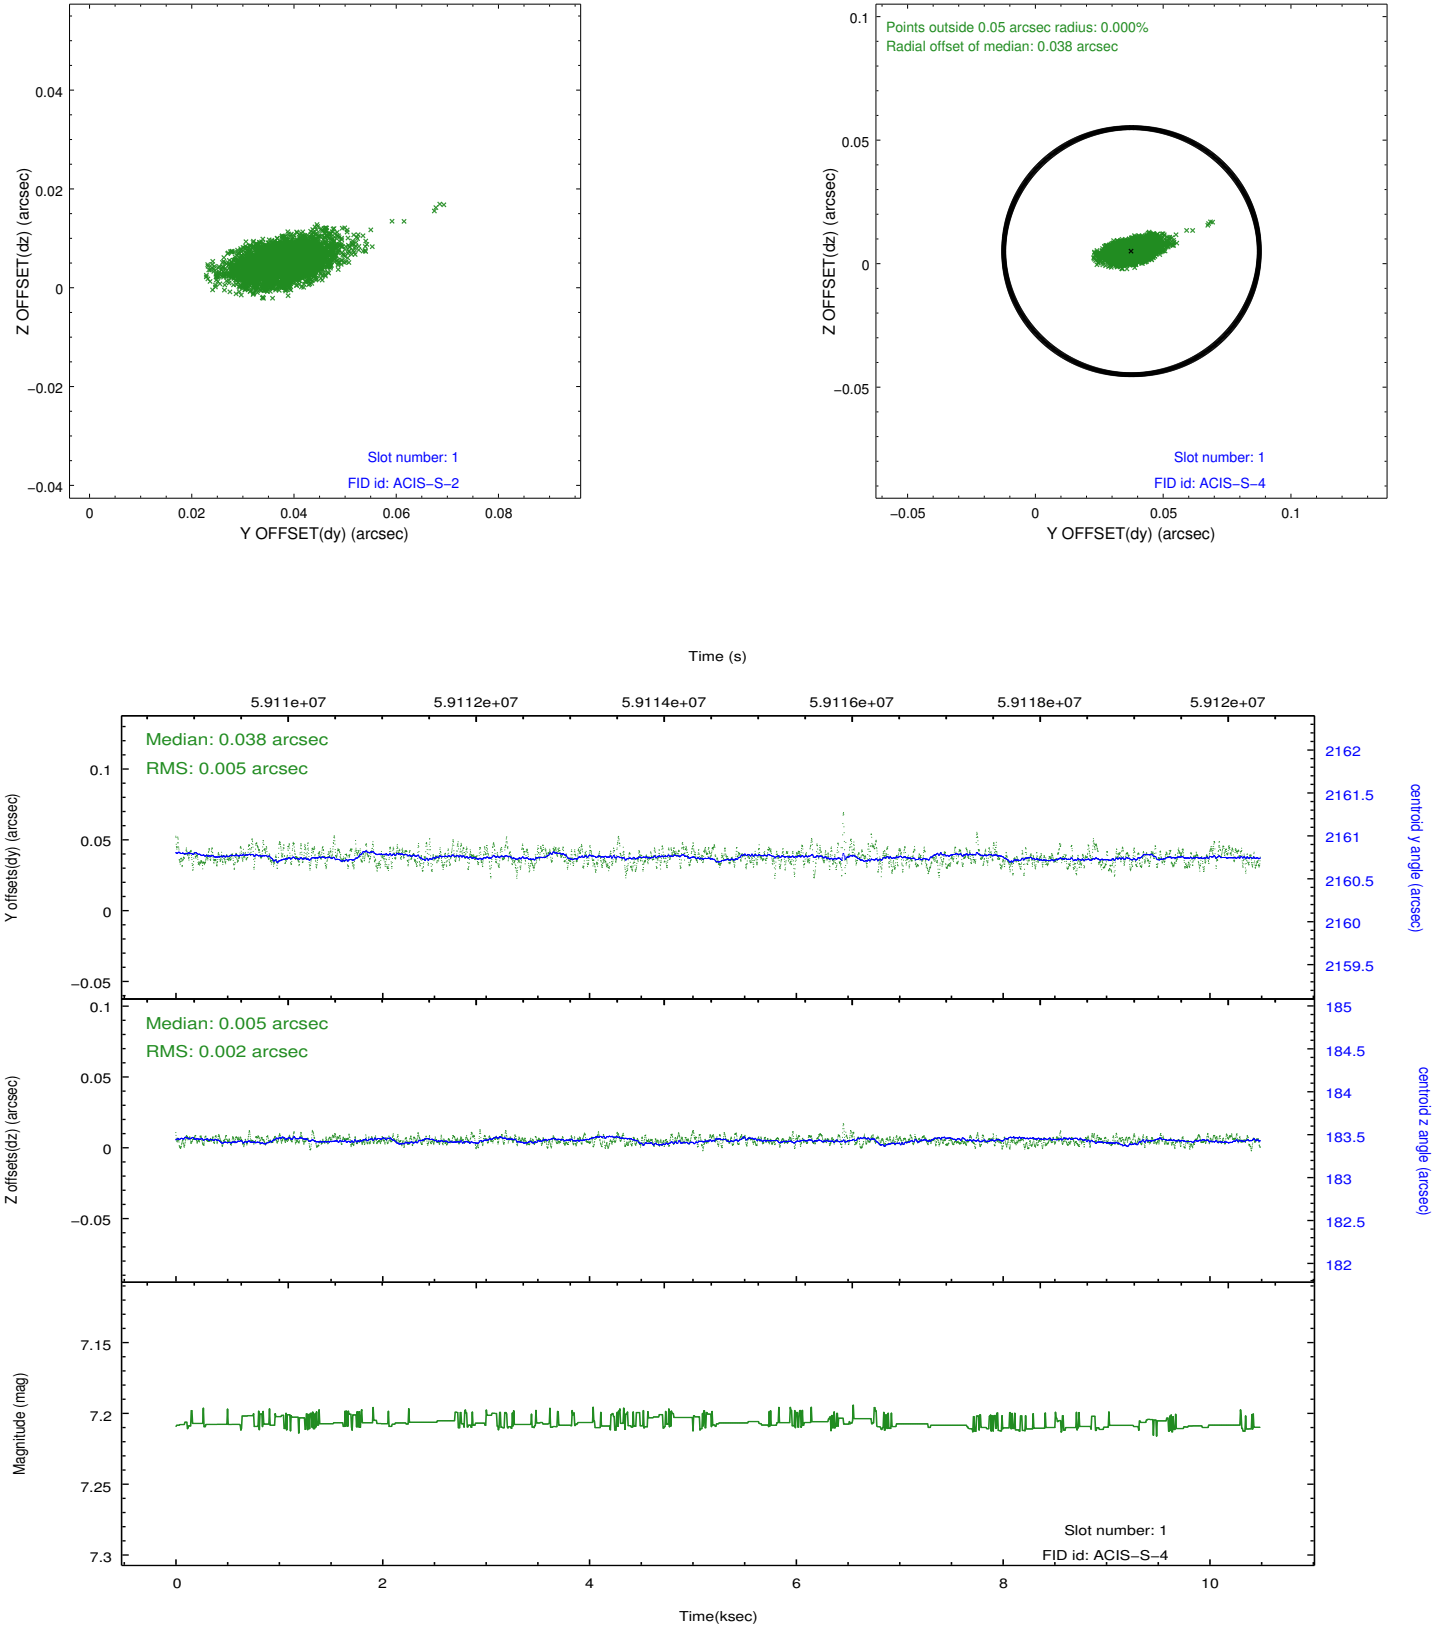 0.04
0.02
0
−0.02
−0.04
Z OFFSET(dz) (arcsec)
Slot number: 1
FID id: ACIS−S−2
0
0.02
0.04
0.06
0.08
Y OFFSET(dy) (arcsec)
Points outside 0.05 arcsec radius: 0.000%
Radial offset of median: 0.038 arcsec
0.1
0.05
0
−0.05
Z OFFSET(dz) (arcsec)
Slot number: 1
FID id: ACIS−S−4
−0.05
0
0.05
0.1
Y OFFSET(dy) (arcsec)
Time (s)
5.911e+07
5.9112e+07
5.9114e+07
5.9116e+07
5.9118e+07
5.912e+07
Median: 0.038 arcsec
RMS: 0.005 arcsec
0.1
0.05
0
−0.05
Y offsets(dy) (arcsec)
2162
2161.5
2161
2160.5
2160
2159.5
centroid y angle (arcsec)
Median: 0.005 arcsec
RMS: 0.002 arcsec
0.1
0.05
0
−0.05
Z offsets(dz) (arcsec)
185
184.5
184
183.5
183
182.5
182
centroid z angle (arcsec)
7.15
7.2
7.25
7.3
Magnitude (mag)
Slot number: 1
FID id: ACIS−S−4
0
2
4
6
8
10
Time(ksec)